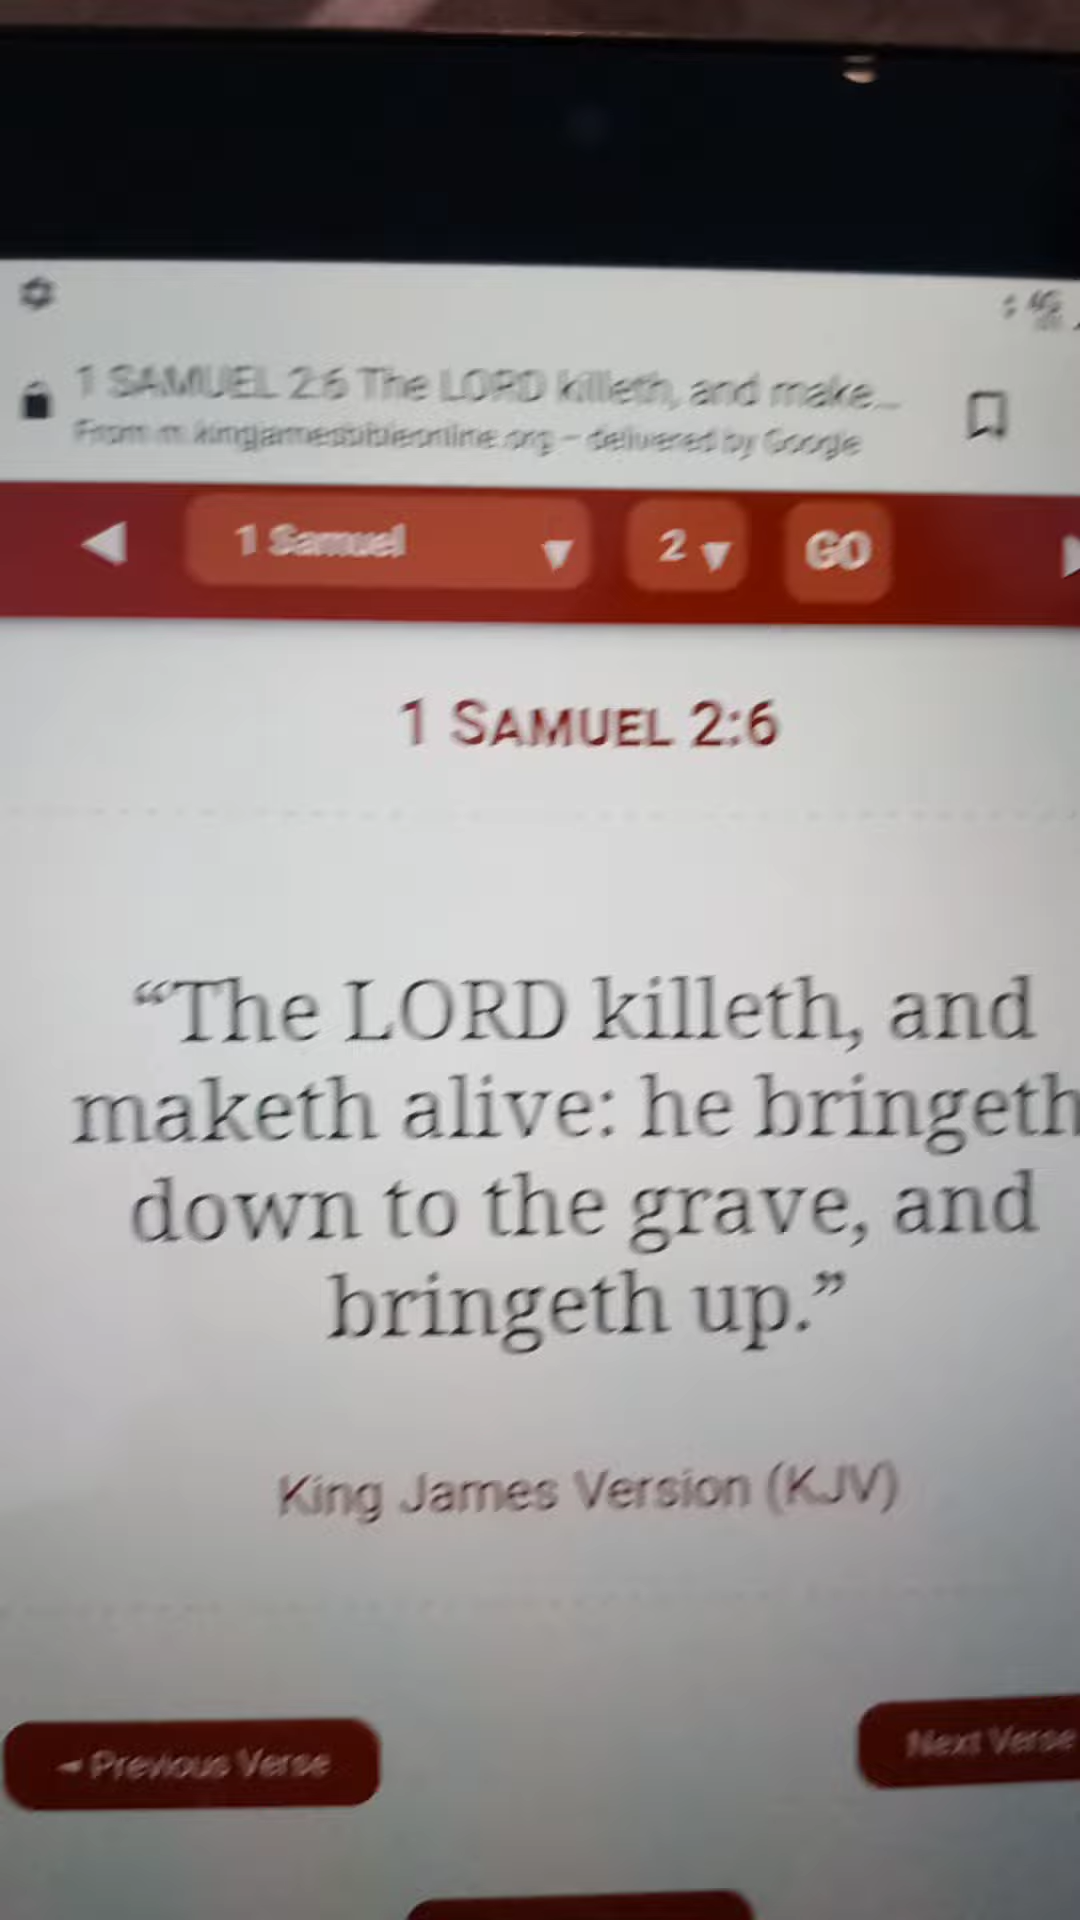 1 SAMUEL 2:6 The LORD killeth, and make...
From m.kingjamesbibleonline.org – delivered by Google
1 Samuel 2 GO
1 SAMUEL 2:6
“The LORD killeth, and
maketh alive: he bringeth
down to the grave, and
bringeth up.”
King James Version (KJV)
Previous Verse
Next Verse